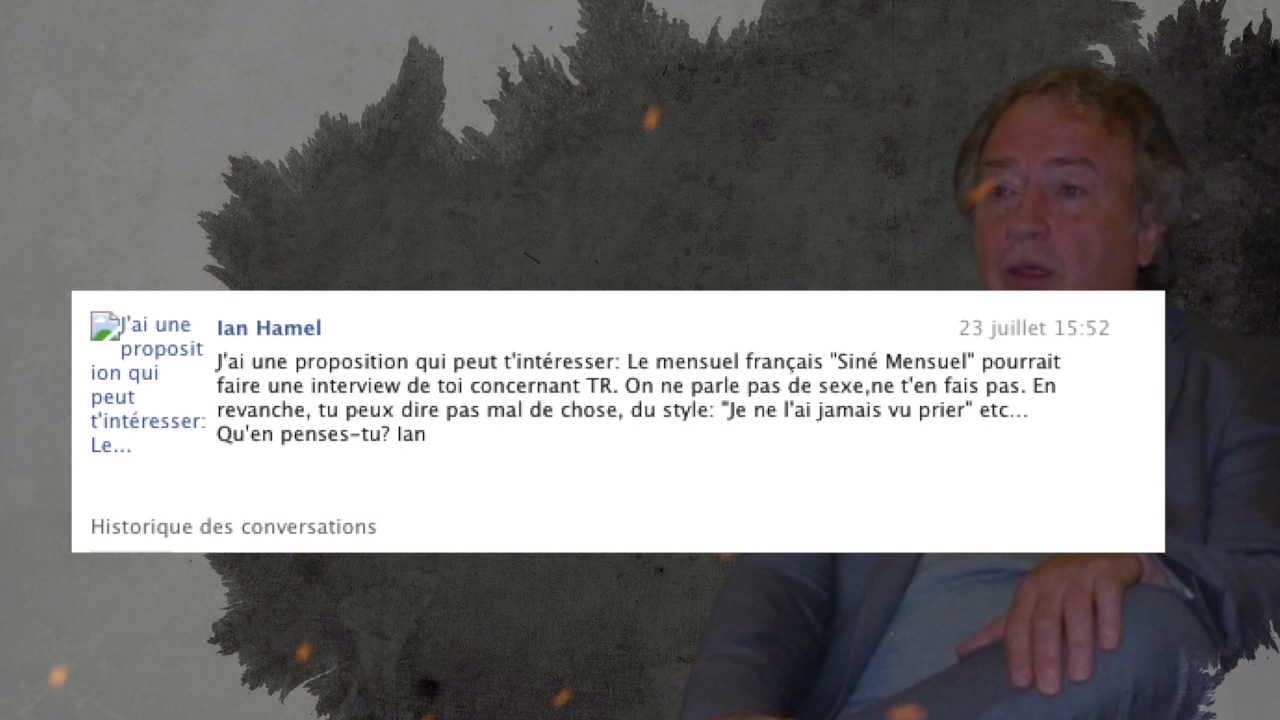 J'ai une
proposit
ion qui
peut
t'intéresser:
Le...
Ian Hamel
23 juillet 15:52
J'ai une proposition qui peut t'intéresser: Le mensuel français "Siné Mensuel" pourrait
faire une interview de toi concernant TR. On ne parle pas de sexe,ne t'en fais pas. En
revanche, tu peux dire pas mal de chose, du style: "Je ne l'ai jamais vu prier" etc...
Qu'en penses-tu? Ian
Historique des conversations